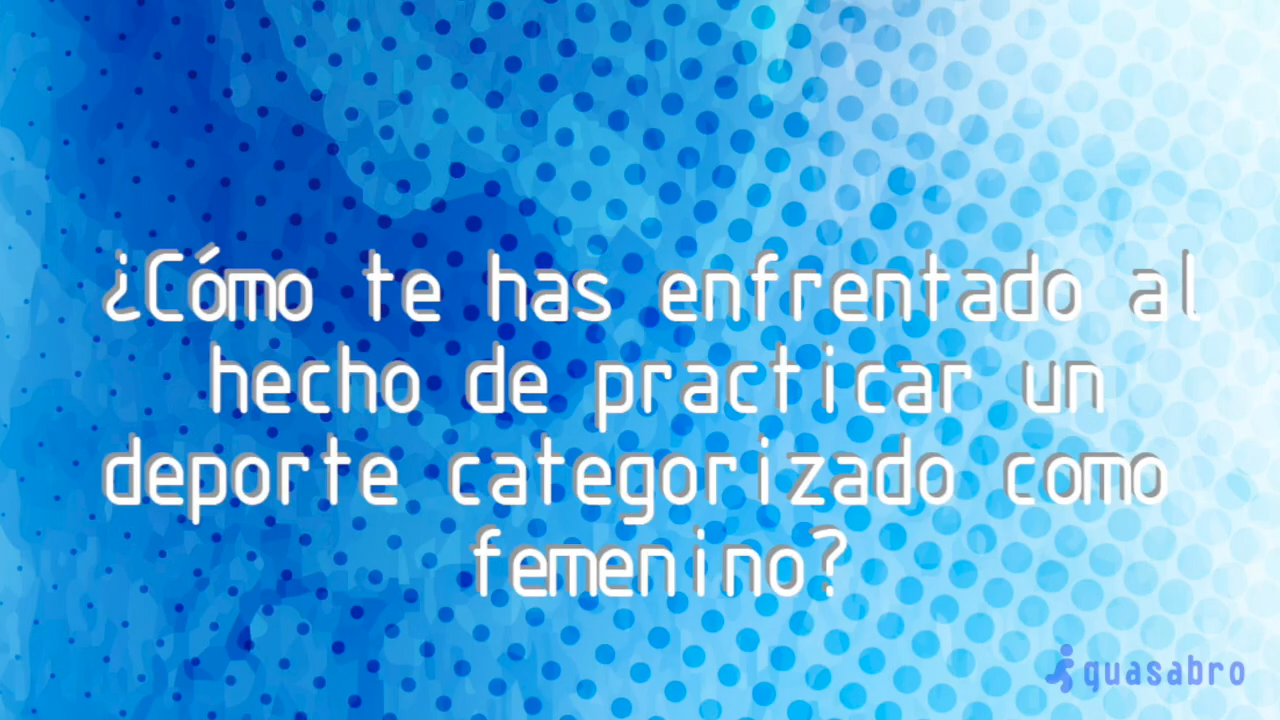 ¿Cómo te has enfrentado al
hecho de practicar un
deporte categorizado como
femenino?
guasabro